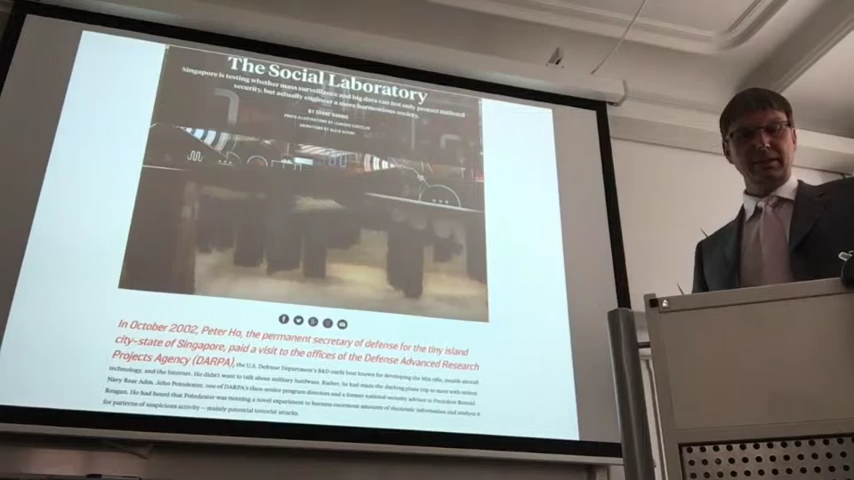 The Social Laboratory
Singapore is testing whether mass surveillance and big data can not only protect national
security, but actually engineer a more harmonious society.
BY SHANE HARRIS
In October 2002, Peter Ho, the permanent secretary of defense for the tiny island
city-state of Singapore, paid a visit to the offices of the Defense Advanced Research
Projects Agency (DARPA), the U.S. Defense Department's R&D outfit best known for developing the M16 rifle, stealth aircraft
technology, and the Internet. Ho didn't want to talk about military hardware. Rather, he had made the daylong plane trip to meet with retired
Navy Rear Adm. John Poindexter, one of DARPA's then-senior program directors and a former national security advisor to President Ronald
Reagan. Ho had heard that Poindexter was running a novel experiment to harness enormous amounts of electronic information and analyze it
for patterns of suspicious activity — mainly potential terrorist attacks.